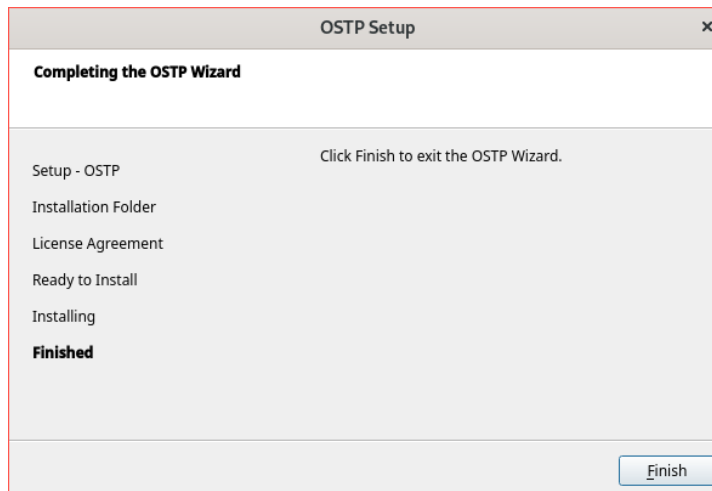 OSTP Setup ×
Completing the OSTP Wizard
Click Finish to exit the OSTP Wizard.
Setup - OSTP
Installation Folder
License Agreement
Ready to Install
Installing
Finished
Finish